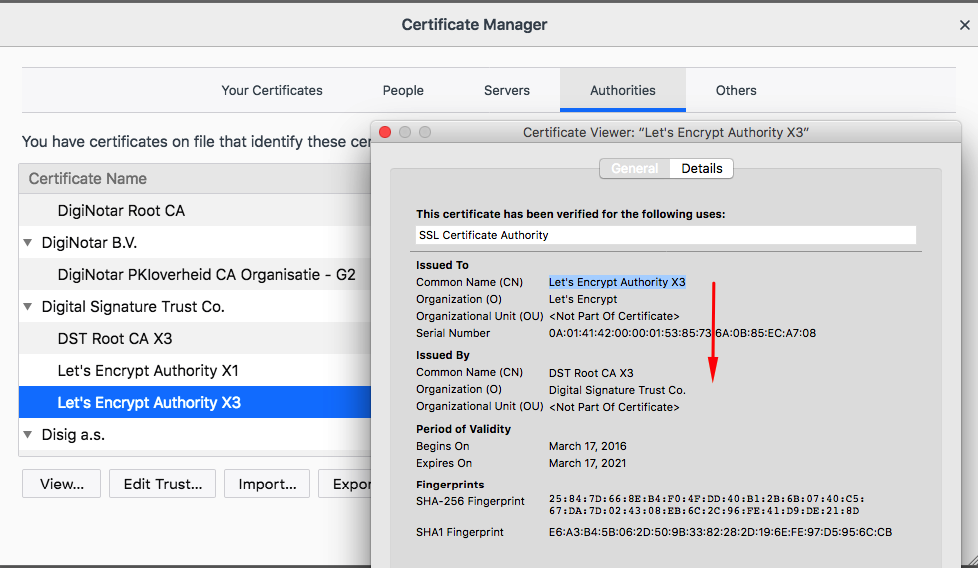 Certificate Manager
Your Certificates People Servers Authorities Others
You have certificates on file that identify these
Certificate Name
DigiNotar Root CA
DigiNotar B.V.
DigiNotar PKIoverheid CA Organisatie - G2
Digital Signature Trust Co.
DST Root CA X3
Let's Encrypt Authority X1
Let's Encrypt Authority X3
Disig a.s.
View... Edit Trust... Import...
Certificate Viewer: “Let's Encrypt Authority X3”
General Details
This certificate has been verified for the following uses:
SSL Certificate Authority
Issued To
Common Name (CN) Let's Encrypt Authority X3
Organization (O) Let's Encrypt
Organizational Unit (OU) <Not Part Of Certificate>
Serial Number 0A:01:41:42:00:00:01:53:85:73:6A:0B:85:EC:A7:08
Issued By
Common Name (CN) DST Root CA X3
Organization (O) Digital Signature Trust Co.
Organizational Unit (OU) <Not Part Of Certificate>
Period of Validity
Begins On March 17, 2016
Expires On March 17, 2021
Fingerprints
SHA-256 Fingerprint 25:84:7D:66:8E:B4:F0:4F:DD:40:B1:2B:6B:07:40:C5:
67:DA:7D:02:43:08:EB:6C:2C:96:FE:41:D9:DE:21:8D
SHA1 Fingerprint E6:A3:B4:5B:06:2D:50:9B:33:82:28:2D:19:6E:FE:97:D5:95:6C:CB